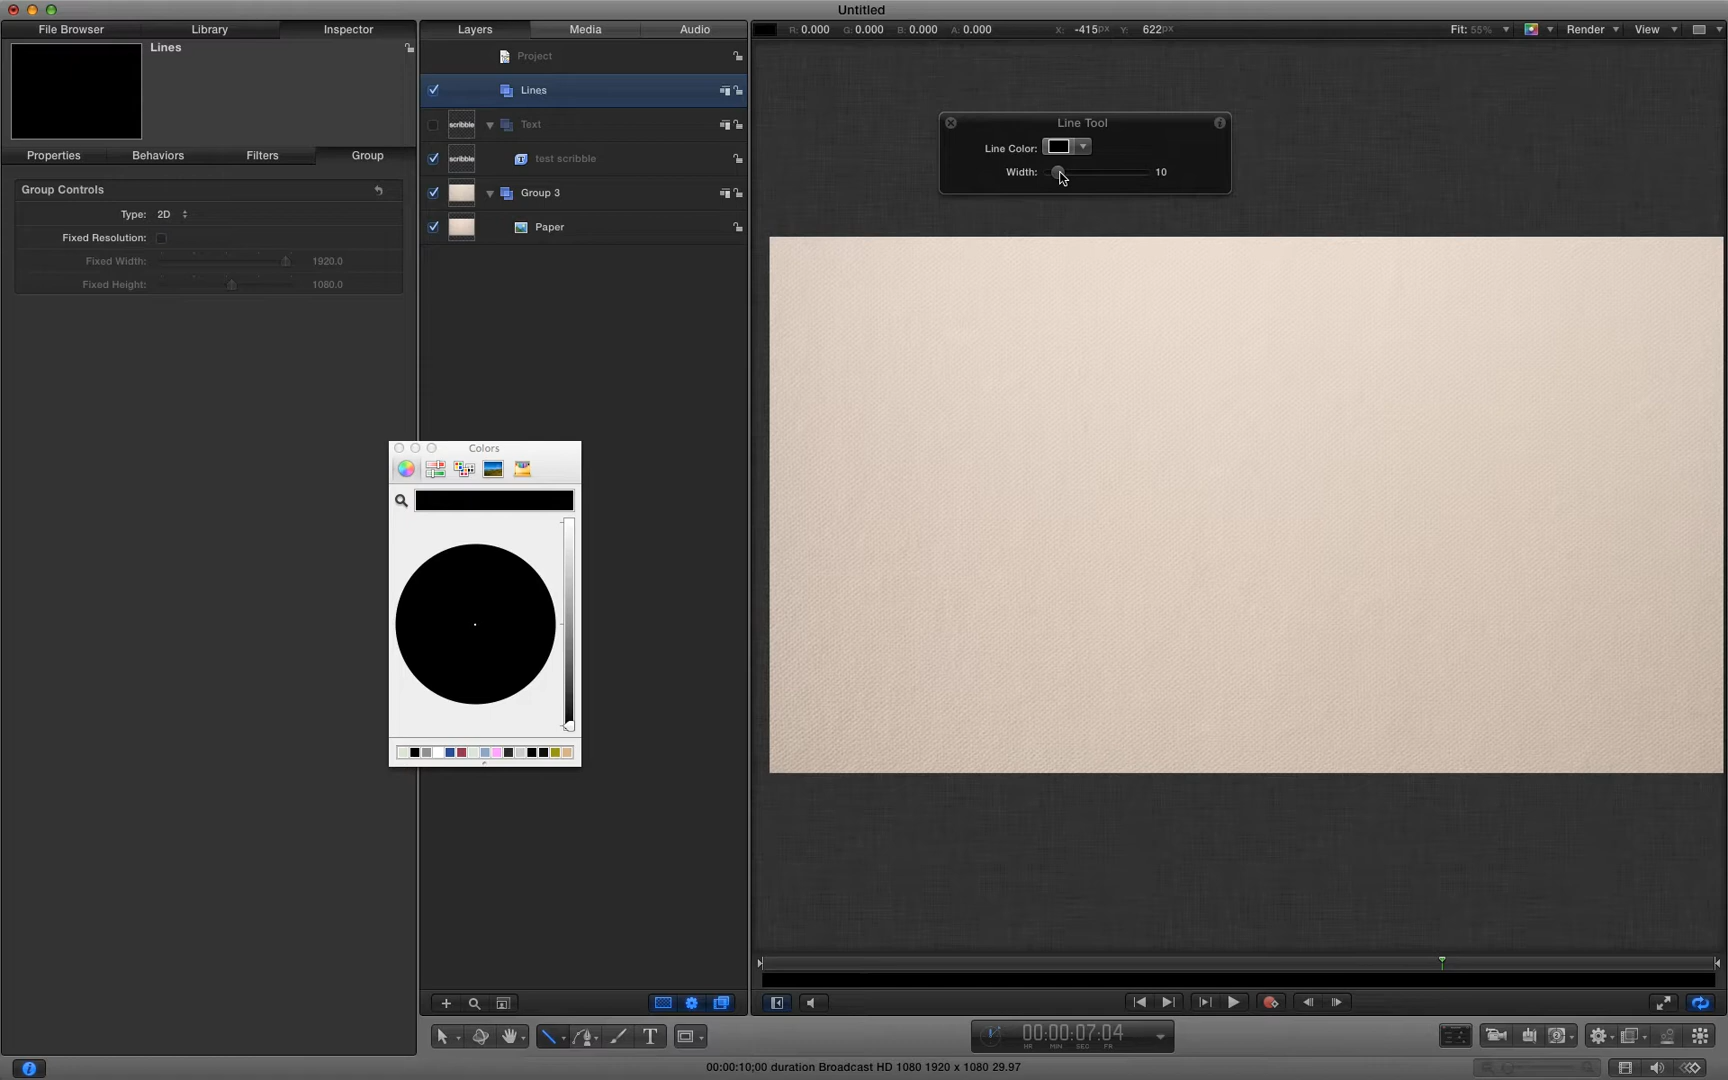 Untitled
File Browser
Library
Inspector
Layers
Media
Audio
R: 0.000 G: 0.000 B: 0.000 A: 0.000 X: -415PX Y: 622PX
Fit: 55%
Render
View
Lines
Project
Lines
scribble
Text
scribble
test scribble
Group 3
Paper
Properties
Behaviors
Filters
Group
Group Controls
Type: 2D
Fixed Resolution:
Fixed Width: 1920.0
Fixed Height: 1080.0
Line Tool
Line Color:
Width: 10
Colors
T
00:00:07:04
HR MIN SEC FR
00:00:10;00 duration Broadcast HD 1080 1920 x 1080 29.97